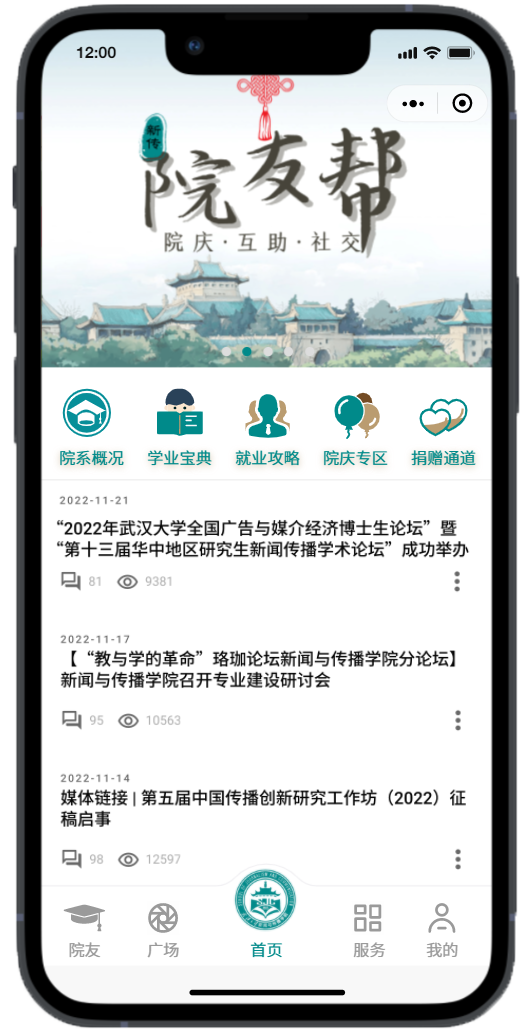 12:00
新传
院友帮
院庆·互助·社交
院系概况 学业宝典 就业攻略 院庆专区 捐赠通道
2022-11-21
“2022年武汉大学全国广告与媒介经济博士生论坛”暨
“第十三届华中地区研究生新闻传播学术论坛”成功举办
81 9381
2022-11-17
【“教与学的革命”珞珈论坛新闻与传播学院分论坛】
新闻与传播学院召开专业建设研讨会
95 10563
2022-11-14
媒体链接 | 第五届中国传播创新研究工作坊（2022）征
稿启事
98 12597
SJC
院友 广场 首页 服务 我的